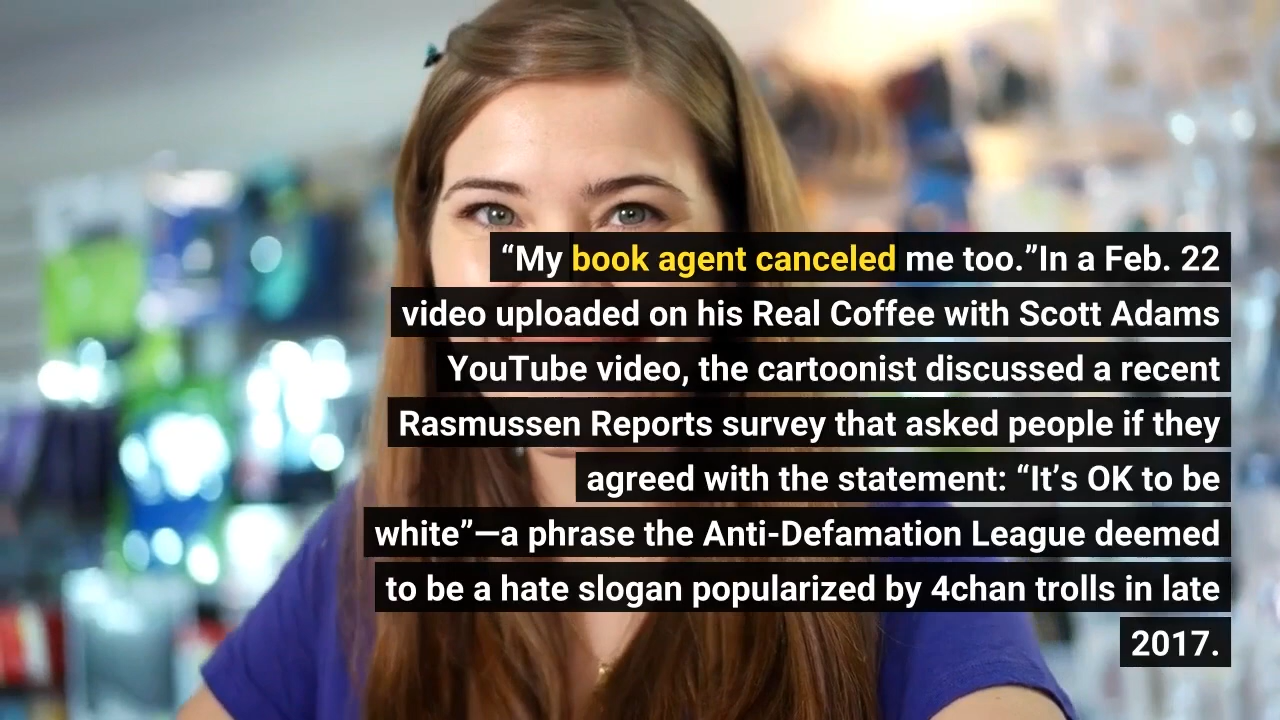 “My book agent canceled me too.”In a Feb. 22
video uploaded on his Real Coffee with Scott Adams
YouTube video, the cartoonist discussed a recent
Rasmussen Reports survey that asked people if they
agreed with the statement: “It’s OK to be
white”—a phrase the Anti-Defamation League deemed
to be a hate slogan popularized by 4chan trolls in late
2017.